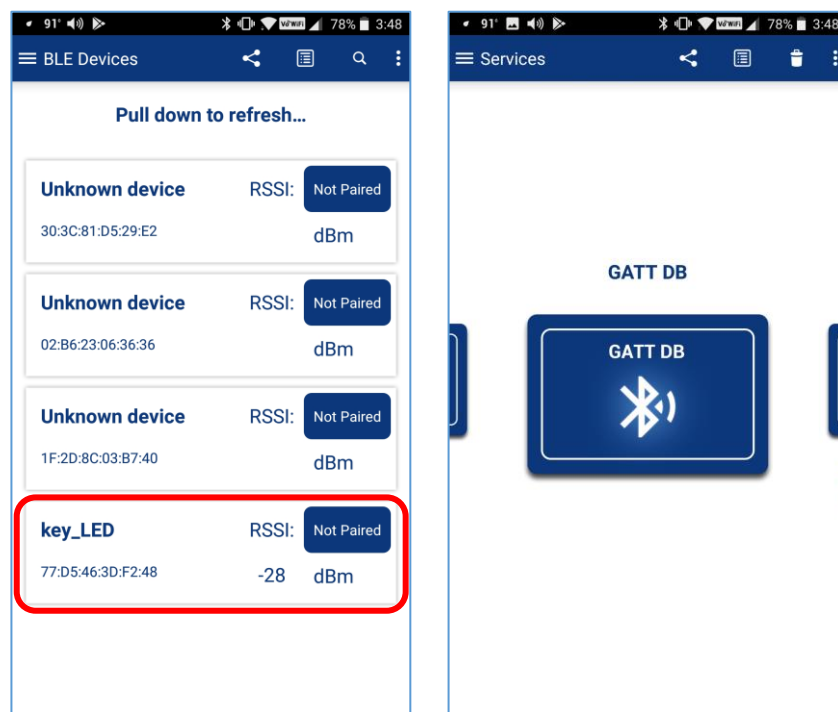 91° 78% 3:48
BLE Devices
Pull down to refresh...
Unknown device RSSI: Not Paired
30:3C:81:D5:29:E2 dBm
Unknown device RSSI: Not Paired
02:B6:23:06:36:36 dBm
Unknown device RSSI: Not Paired
1F:2D:8C:03:B7:40 dBm
key_LED RSSI: Not Paired
77:D5:46:3D:F2:48 -28 dBm
91° 78% 3:48
Services
GATT DB
GATT DB